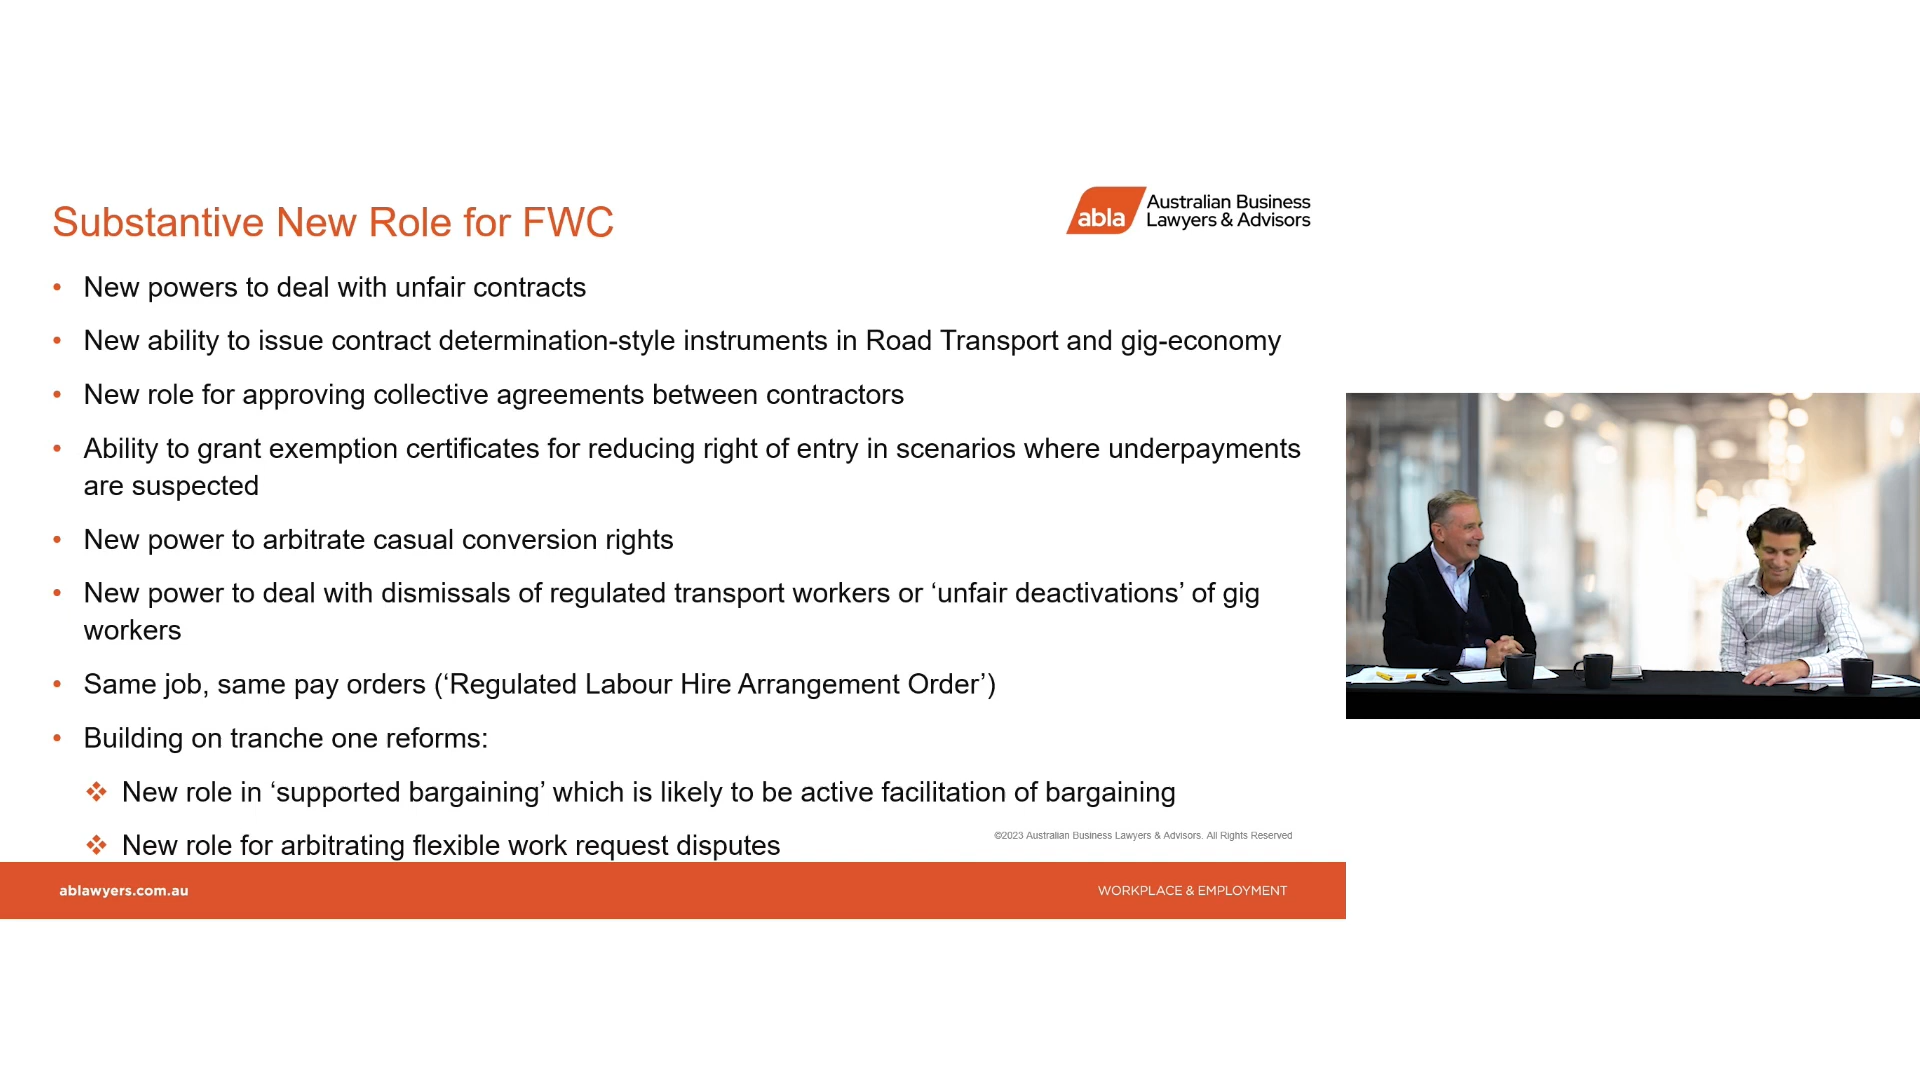 Substantive New Role for FWC
abla
Australian Business
Lawyers & Advisors
• New powers to deal with unfair contracts
• New ability to issue contract determination-style instruments in Road Transport and gig-economy
• New role for approving collective agreements between contractors
• Ability to grant exemption certificates for reducing right of entry in scenarios where underpayments
are suspected
• New power to arbitrate casual conversion rights
• New power to deal with dismissals of regulated transport workers or ‘unfair deactivations’ of gig
workers
• Same job, same pay orders (‘Regulated Labour Hire Arrangement Order’)
• Building on tranche one reforms:
❖ New role in ‘supported bargaining’ which is likely to be active facilitation of bargaining
❖ New role for arbitrating flexible work request disputes
©2023 Australian Business Lawyers & Advisors. All Rights Reserved
ablawyers.com.au
WORKPLACE & EMPLOYMENT